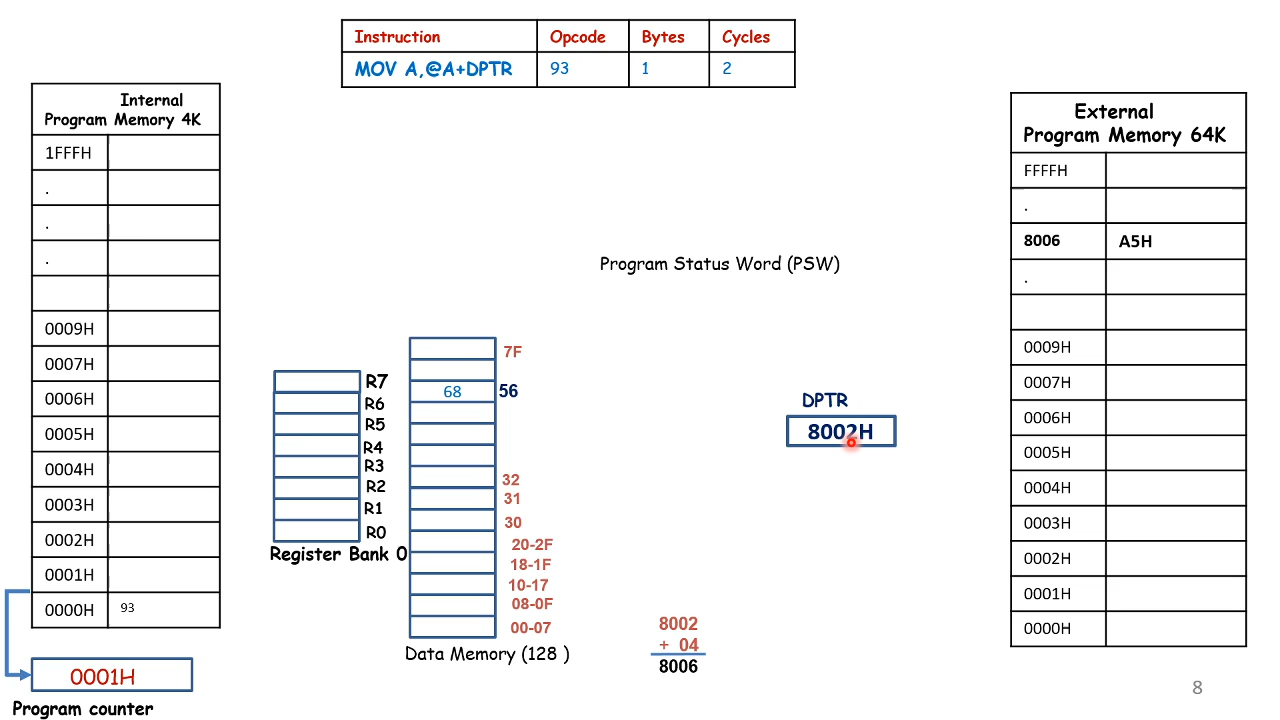 Instruction Opcode Bytes Cycles
MOV A,@A+DPTR 93 1 2
Internal
Program Memory 4K
1FFFH
.
.
.
0009H
0007H
0006H
0005H
0004H
0003H
0002H
0001H
0000H 93
0001H
Program counter
Program Status Word (PSW)
R7
R6
R5
R4
R3
R2
R1
R0
Register Bank 0
7F
68 56
32
31
30
20-2F
18-1F
10-17
08-0F
00-07
Data Memory (128 )
8002
+ 04
8006
DPTR
8002H
External
Program Memory 64K
FFFFH
.
8006 A5H
.
0009H
0007H
0006H
0005H
0004H
0003H
0002H
0001H
0000H
8